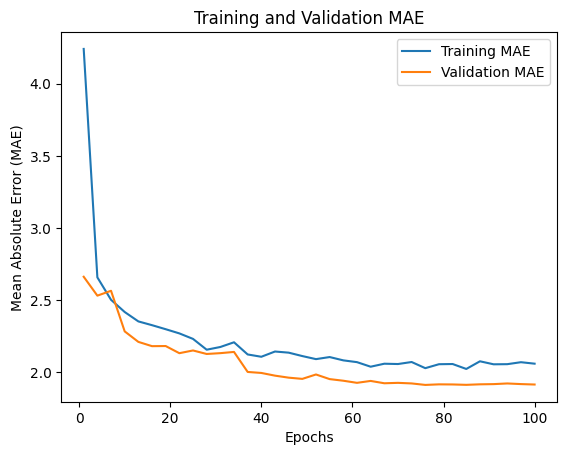 Training and Validation MAE
Training MAE
Validation MAE
Mean Absolute Error (MAE)
4.0
3.5
3.0
2.5
2.0
0
20
40
60
80
100
Epochs